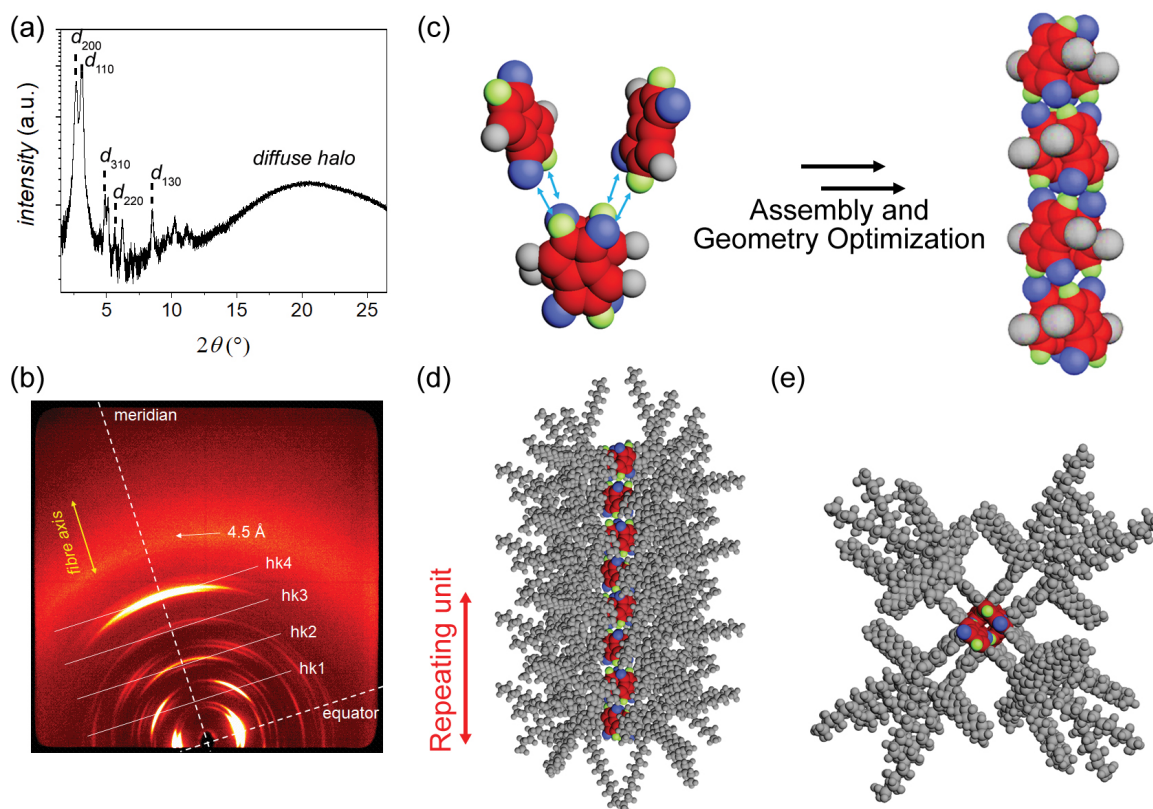 (a)
d200
d110
d310
d220
d130
diffuse halo
intensity (a.u.)
5
10
15
20
25
2θ (°)
(b)
meridian
fibre axis
4.5 Å
hk4
hk3
hk2
hk1
equator
(c)
Assembly and
Geometry Optimization
(d)
Repeating unit
(e)